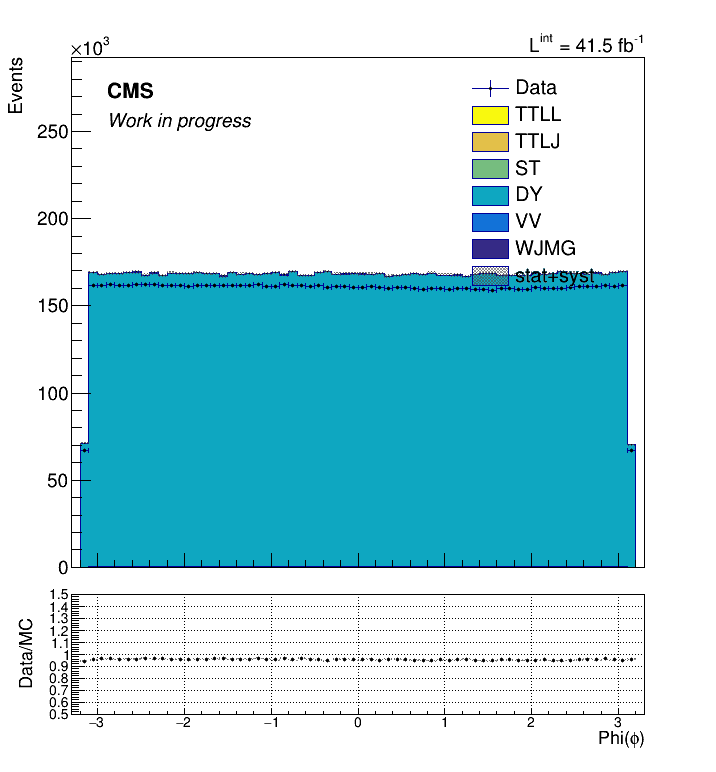 ×10³
L^int = 41.5 fb⁻¹
Events
CMS
Work in progress
Data
TTLL
TTLJ
ST
DY
VV
WJMG
stat+syst
250
200
150
100
50
0
Data/MC
1.5
1.4
1.3
1.2
1.1
1
0.9
0.8
0.7
0.6
0.5
−3 −2 −1 0 1 2 3
Phi(ϕ)